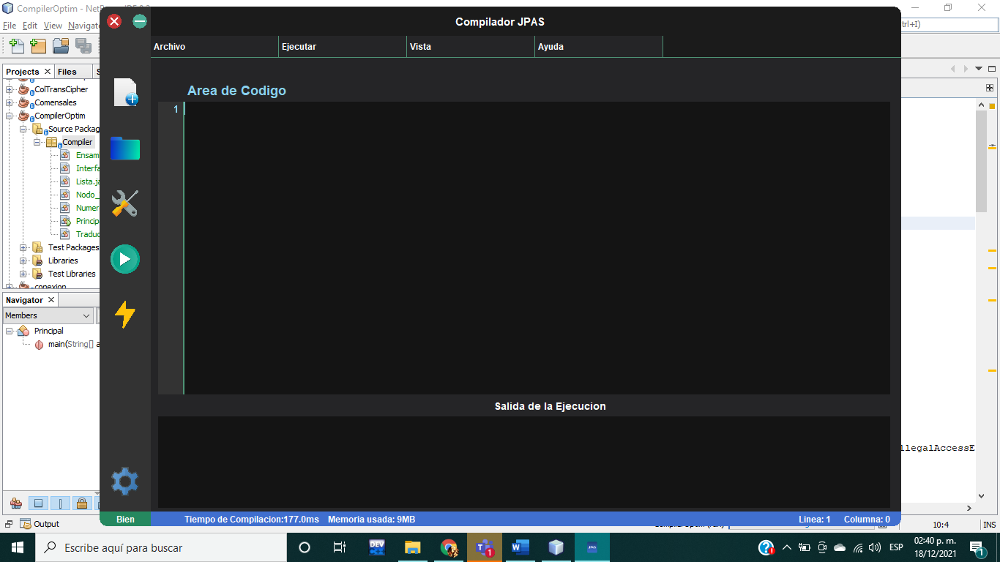 CompilerOptim - Net
Compilador JPAS
File Edit View Navigat
trl+I)
Archivo Ejecutar Vista Ayuda
Projects Files
ColTransCipher
Comensales
CompilerOptim
Source Packag
Compiler
Ensam
Interfa
Lista.ja
Nodo_
Numer
Princip
Traduc
Test Packages
Libraries
Test Libraries
conexion
Navigator
Members
Principal
main(String[] a
Area de Codigo
1
Salida de la Ejecucion
llegalAccessE
Bien Tiempo de Compilacion:177.0ms Memoria usada: 9MB Linea: 1 Columna: 0
Output
10:4 INS
Escribe aquí para buscar
DEV
1
JNS
ESP
02:40 p. m.
18/12/2021
1